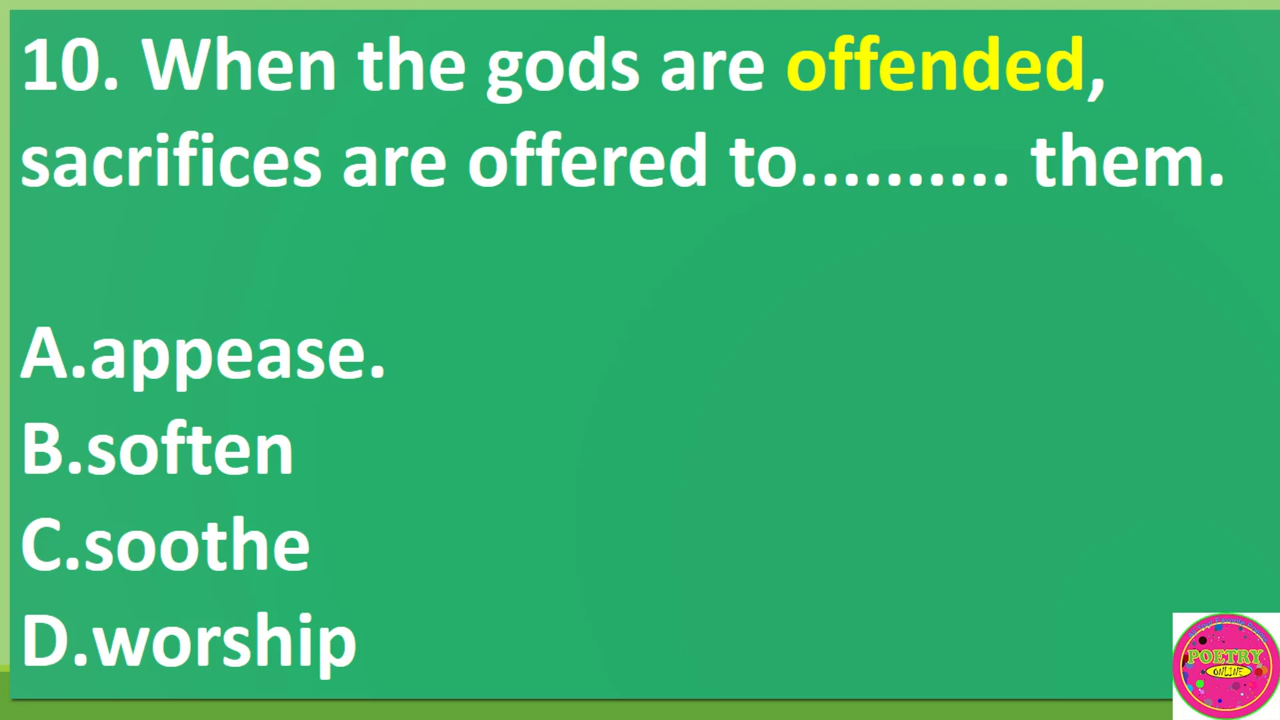 10. When the gods are offended,
sacrifices are offered to.......... them.
A.appease.
B.soften
C.soothe
D.worship
POETRY
ONLINE